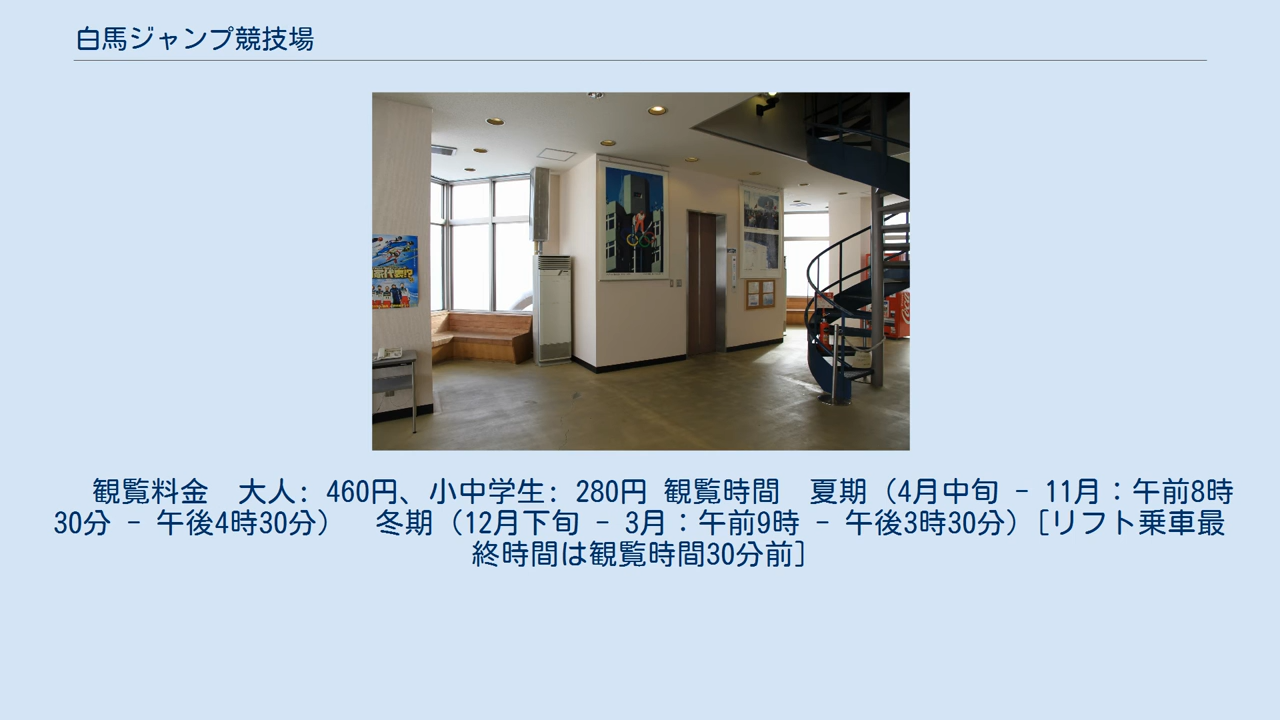 白馬ジャンプ競技場
観覧料金　大人: 460円、小中学生: 280円 観覧時間　夏期（4月中旬 - 11月：午前8時
30分 - 午後4時30分）　冬期（12月下旬 - 3月：午前9時 - 午後3時30分）[リフト乗車最
終時間は観覧時間30分前]